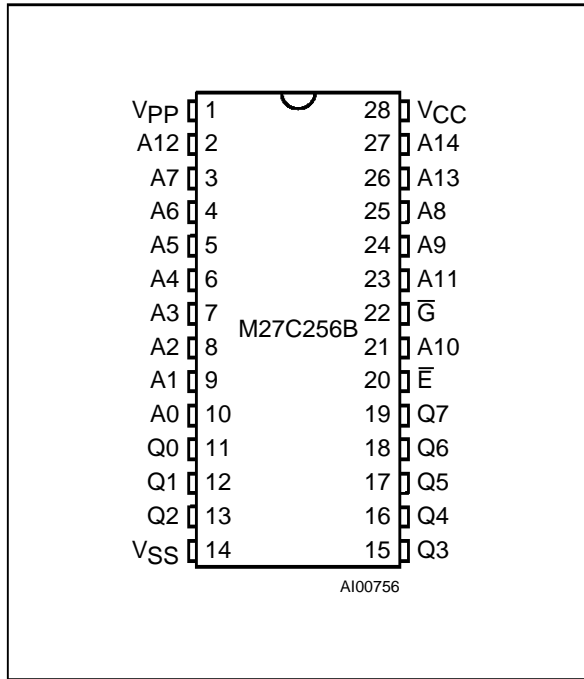 VPP 1 28 VCC
A12 2 27 A14
A7 3 26 A13
A6 4 25 A8
A5 5 24 A9
A4 6 23 A11
A3 7 22 G̅
M27C256B
A2 8 21 A10
A1 9 20 E̅
A0 10 19 Q7
Q0 11 18 Q6
Q1 12 17 Q5
Q2 13 16 Q4
VSS 14 15 Q3
AI00756